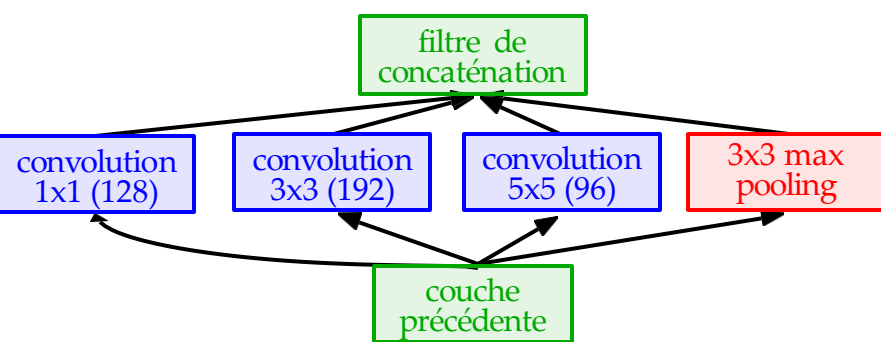 filtre de
concaténation
convolution
1x1 (128)
convolution
3x3 (192)
convolution
5x5 (96)
3x3 max
pooling
couche
précédente